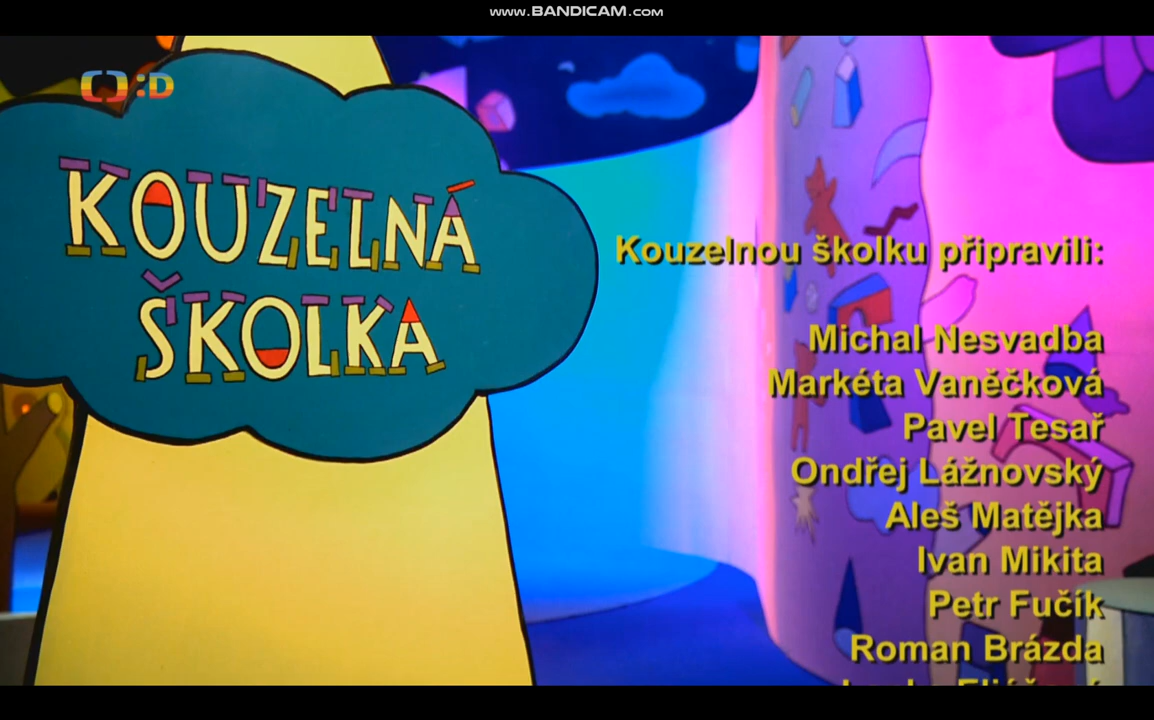 www.BANDICAM.com
:D
KOUZELNÁ
ŠKOLKA
Kouzelnou školku připravili:
Michal Nesvadba
Markéta Vaněčková
Pavel Tesař
Ondřej Lážnovský
Aleš Matějka
Ivan Mikita
Petr Fučík
Roman Brázda